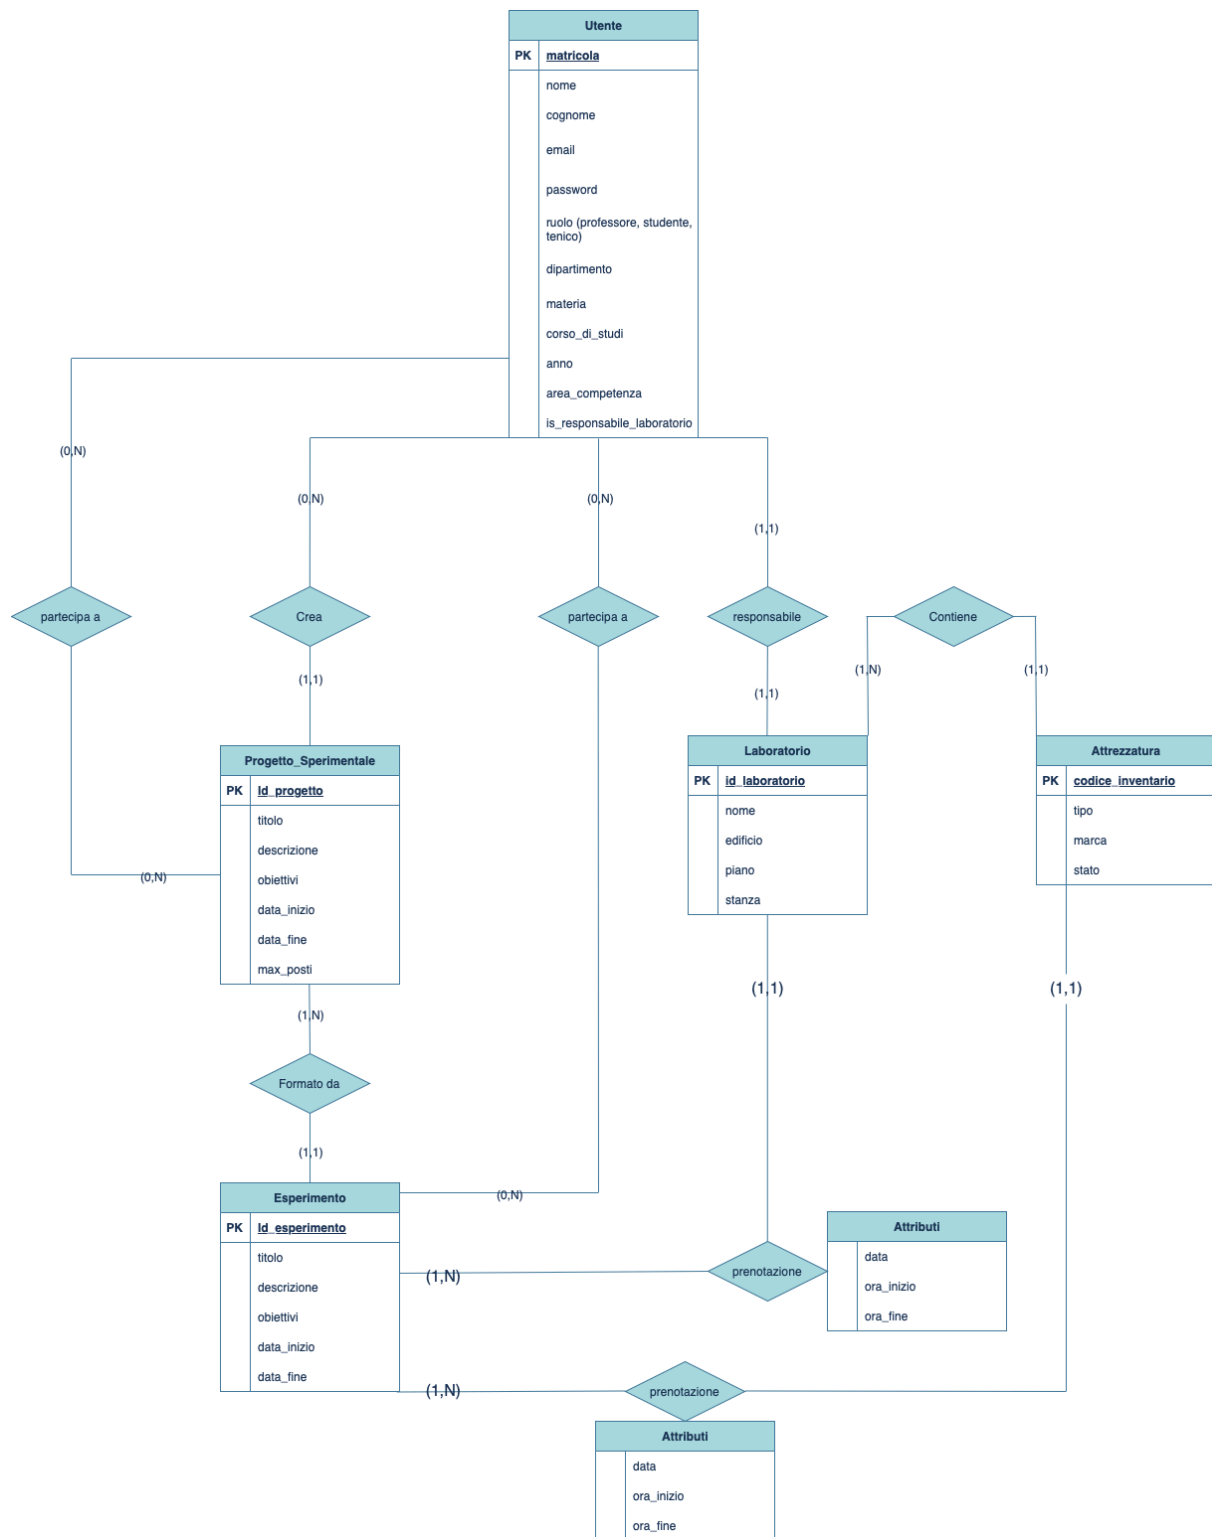 Utente
PK matricola
nome
cognome
email
password
ruolo (professore, studente,
tenico)
dipartimento
materia
corso_di_studi
anno
area_competenza
is_responsabile_laboratorio
(0,N)
(0,N)
(0,N)
(1,1)
partecipa a
Crea
partecipa a
responsabile
Contiene
(1,1)
(1,1)
(1,N)
(1,1)
Progetto_Sperimentale
PK Id_progetto
titolo
descrizione
obiettivi
data_inizio
data_fine
max_posti
(0,N)
Laboratorio
PK id_laboratorio
nome
edificio
piano
stanza
Attrezzatura
PK codice_inventario
tipo
marca
stato
(1,N)
(1,1)
(1,1)
Formato da
(1,1)
(0,N)
Esperimento
PK Id_esperimento
titolo
descrizione
obiettivi
data_inizio
data_fine
(1,N)
prenotazione
Attributi
data
ora_inizio
ora_fine
(1,N)
prenotazione
Attributi
data
ora_inizio
ora_fine